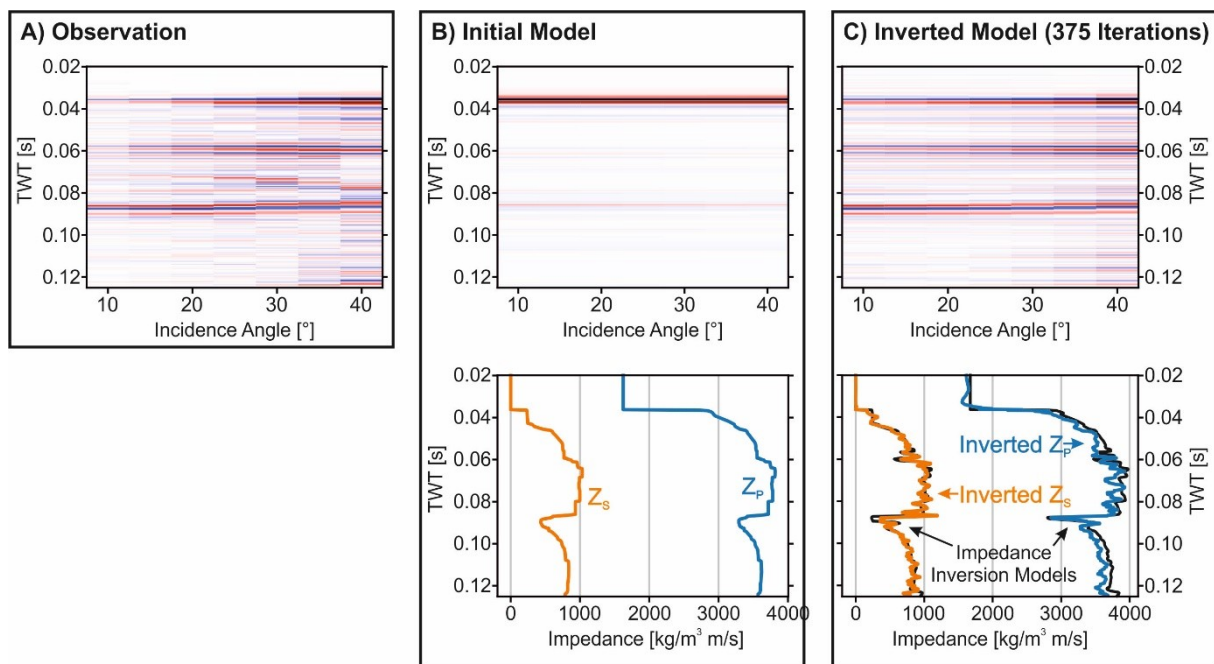 A) Observation
0.02
0.04
0.06
0.08
0.10
0.12
TWT [s]
10 20 30 40
Incidence Angle [°]
B) Initial Model
0.02
0.04
0.06
0.08
0.10
0.12
TWT [s]
10 20 30 40
Incidence Angle [°]
0.02
0.04
0.06
0.08
0.10
0.12
TWT [s]
Z_S
Z_P
0 1000 2000 3000 4000
Impedance [kg/m³ m/s]
C) Inverted Model (375 Iterations)
0.02
0.04
0.06
0.08
0.10
0.12
TWT [s]
10 20 30 40
Incidence Angle [°]
0.02
0.04
0.06
0.08
0.10
0.12
TWT [s]
Inverted Z_P
Inverted Z_S
Impedance
Inversion Models
0 1000 2000 3000 4000
Impedance [kg/m³ m/s]